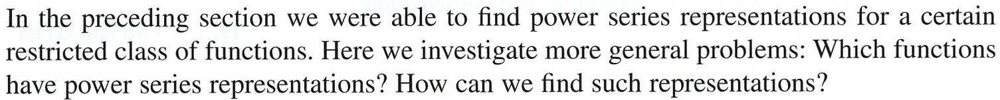 In the preceding section we were able to find power series representations for a certain
restricted class of functions. Here we investigate more general problems: Which functions
have power series representations? How can we find such representations?